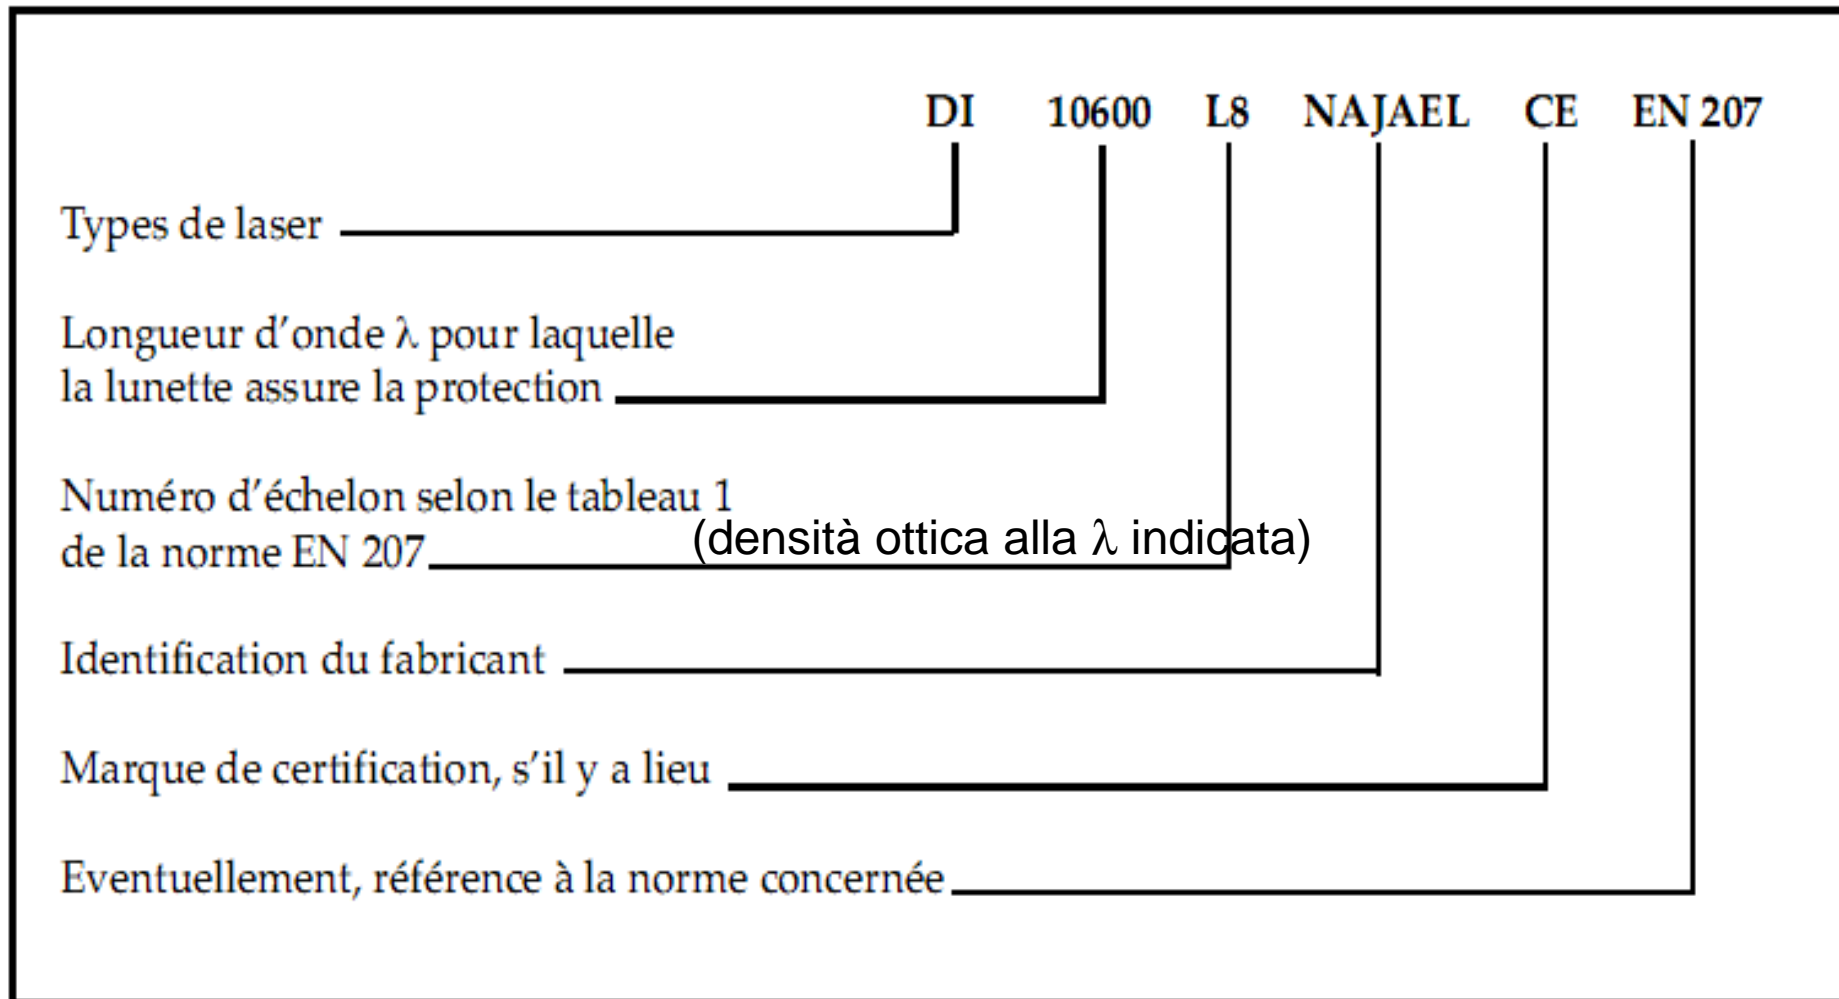 DI 10600 L8 NAJAEL CE EN 207
Types de laser
Longueur d'onde λ pour laquelle
la lunette assure la protection
Numéro d'échelon selon le tableau 1
de la norme EN 207
(densità ottica alla λ indicata)
Identification du fabricant
Marque de certification, s'il y a lieu
Eventuellement, référence à la norme concernée